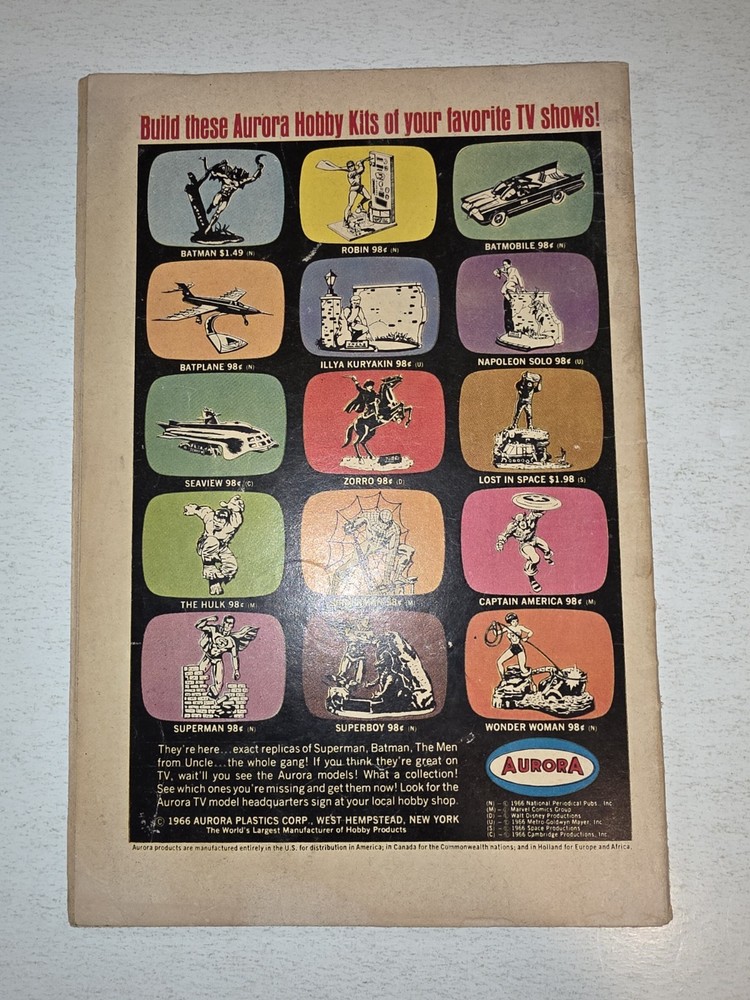 Build these Aurora Hobby Kits of your favorite TV shows!
BATMAN $1.49 (N)
ROBIN 98¢ (N)
BATMOBILE 98¢ (N)
BATPLANE 98¢ (N)
ILLYA KURYAKIN 98¢ (U)
NAPOLEON SOLO 98¢ (U)
SEAVIEW 98¢ (C)
ZORRO 98¢ (D)
LOST IN SPACE $1.98 (S)
THE HULK 98¢ (M)
98¢ (M)
CAPTAIN AMERICA 98¢ (M)
SUPERMAN 98¢ (N)
SUPERBOY 98¢ (N)
WONDER WOMAN 98¢ (N)
They're here...exact replicas of Superman, Batman, The Men
from Uncle...the whole gang! If you think they're great on
TV, wait'll you see the Aurora models! What a collection!
See which ones you're missing and get them now! Look for the
Aurora TV model headquarters sign at your local hobby shop.
© 1966 AURORA PLASTICS CORP., WEST HEMPSTEAD, NEW YORK
The World's Largest Manufacturer of Hobby Products
AURORA
(N) - © 1966 National Periodical Pubs., Inc.
(M) - © Marvel Comics Group
(D) - © Walt Disney Productions
(U) - © 1966 Metro-Goldwyn-Mayer, Inc.
(S) - © 1966 Space Productions
(C) - © 1966 Cambridge Productions, Inc.
Aurora products are manufactured entirely in the U.S. for distribution in America; in Canada for the Commonwealth nations; and in Holland for Europe and Africa.